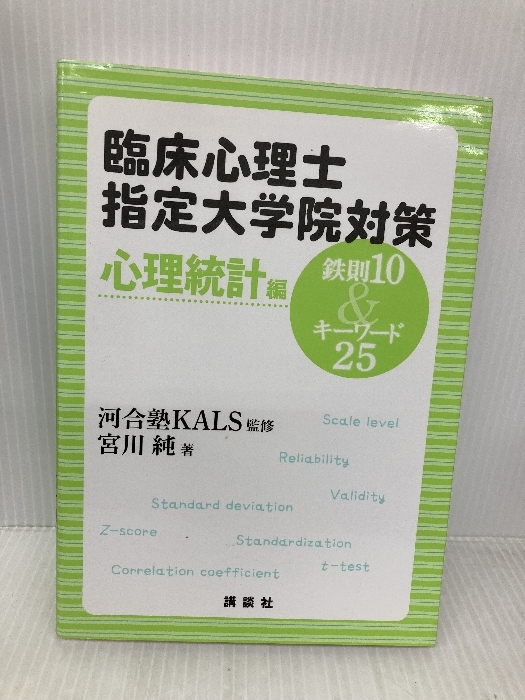 臨床心理士
指定大学院対策
心理統計編
鉄則10
&
キーワード
25
河合塾KALS監修
宮川 純 著
Scale level
Reliability
Validity
Standard deviation
Z-score
Standardization
t-test
Correlation coefficient
講談社